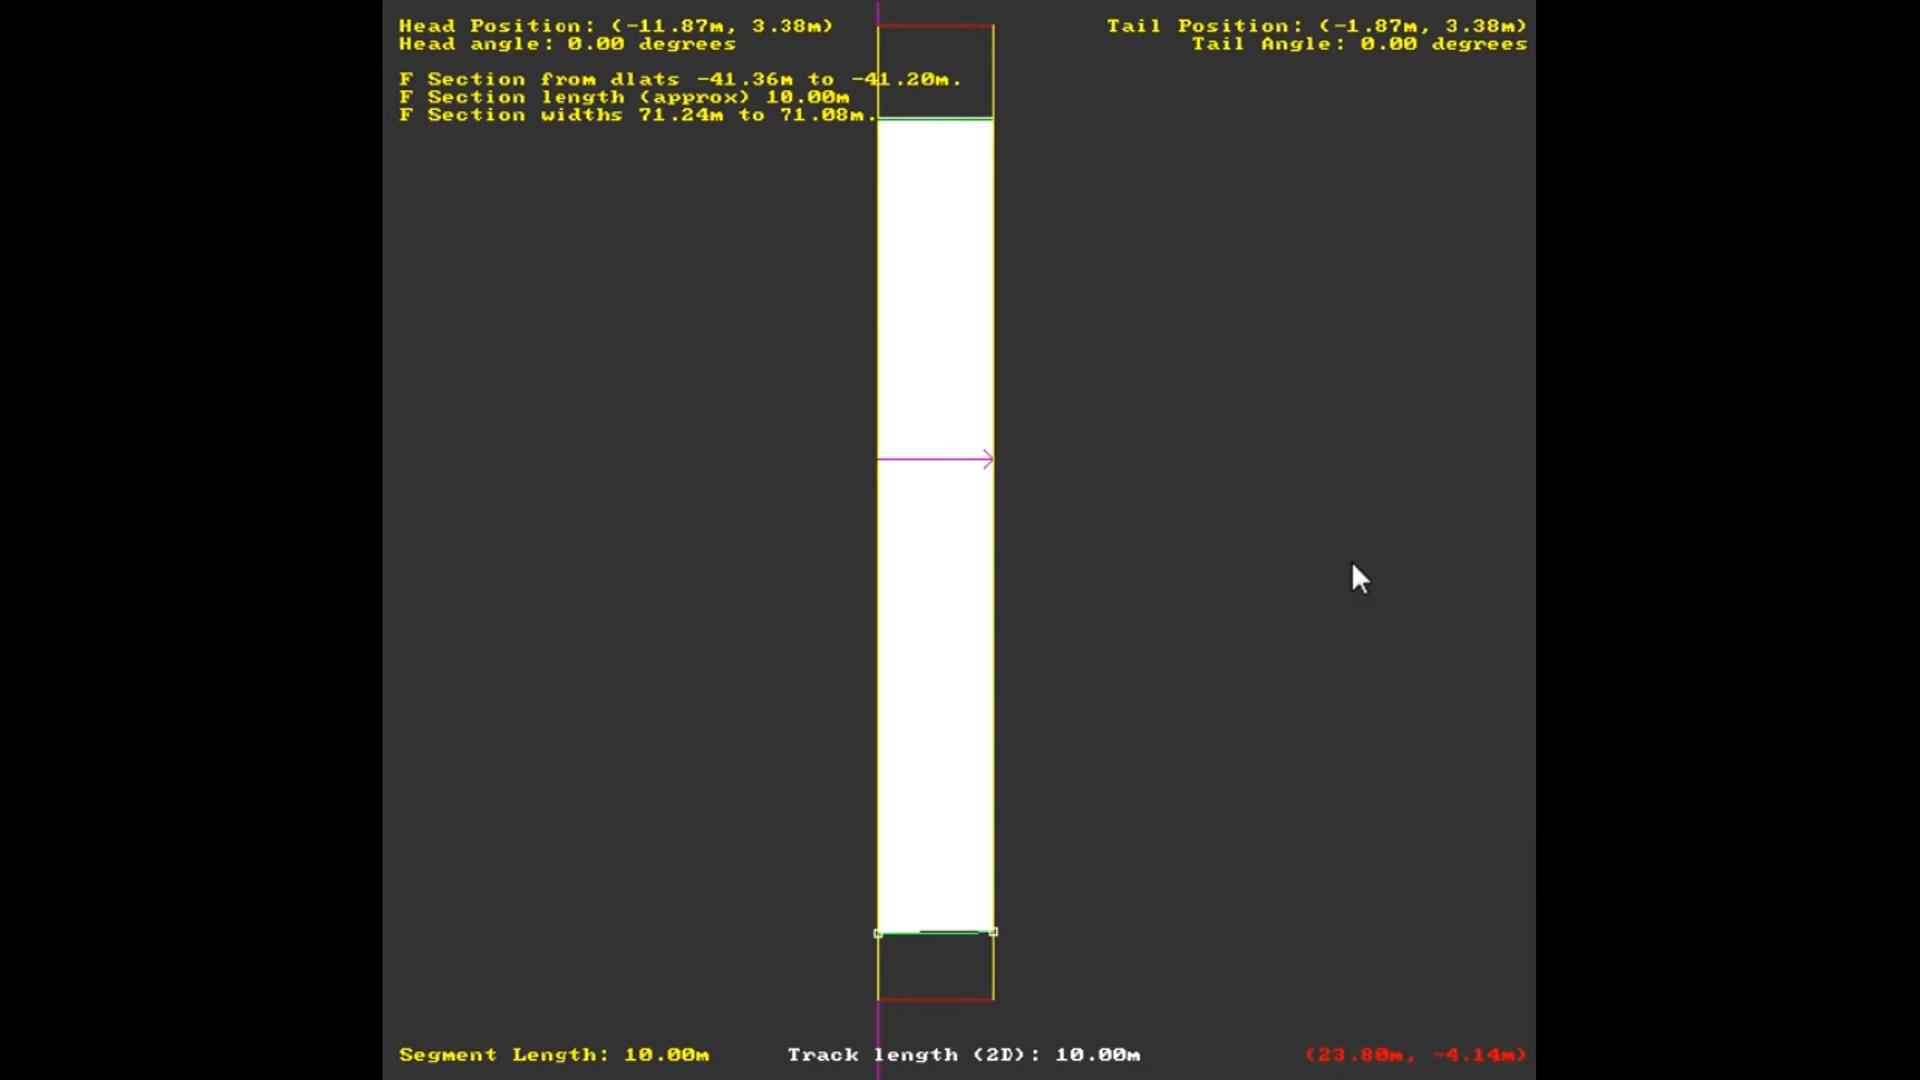 Head Position: (-11.87m, 3.38m)
Head angle: 0.00 degrees
Tail Position: (-1.87m, 3.38m)
Tail Angle: 0.00 degrees
F Section from dlats -41.36m to -41.20m.
F Section length (approx) 10.00m
F Section widths 71.24m to 71.08m.
Segment Length: 10.00m
Track length (2D): 10.00m
(23.80m, -4.14m)